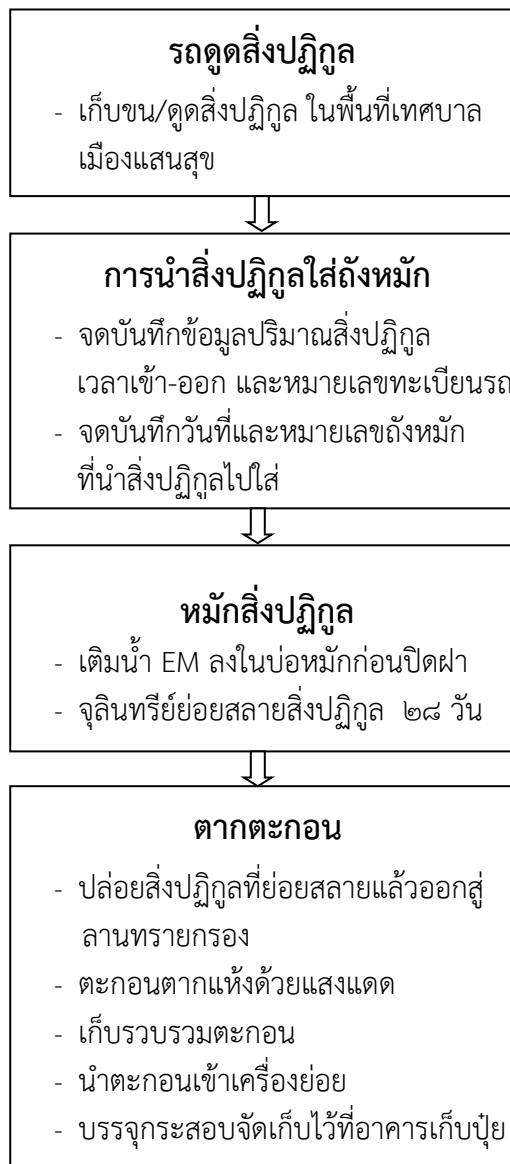 รถดูดสิ่งปฏิกูล
- เก็บขน/ดูดสิ่งปฏิกูล ในพื้นที่เทศบาล
เมืองแสนสุข
การนำสิ่งปฏิกูลใส่ถังหมัก
- จดบันทึกข้อมูลปริมาณสิ่งปฏิกูล
เวลาเข้า-ออก และหมายเลขทะเบียนรถ
- จดบันทึกวันที่และหมายเลขถังหมัก
ที่นำสิ่งปฏิกูลไปใส่
หมักสิ่งปฏิกูล
- เติมน้ำ EM ลงในบ่อหมักก่อนปิดฝา
- จุลินทรีย์ย่อยสลายสิ่งปฏิกูล ๒๘ วัน
ตากตะกอน
- ปล่อยสิ่งปฏิกูลที่ย่อยสลายแล้วออกสู่
ลานทรายกรอง
- ตะกอนตากแห้งด้วยแสงแดด
- เก็บรวบรวมตะกอน
- นำตะกอนเข้าเครื่องย่อย
- บรรจุกระสอบจัดเก็บไว้ที่อาคารเก็บปุ๋ย